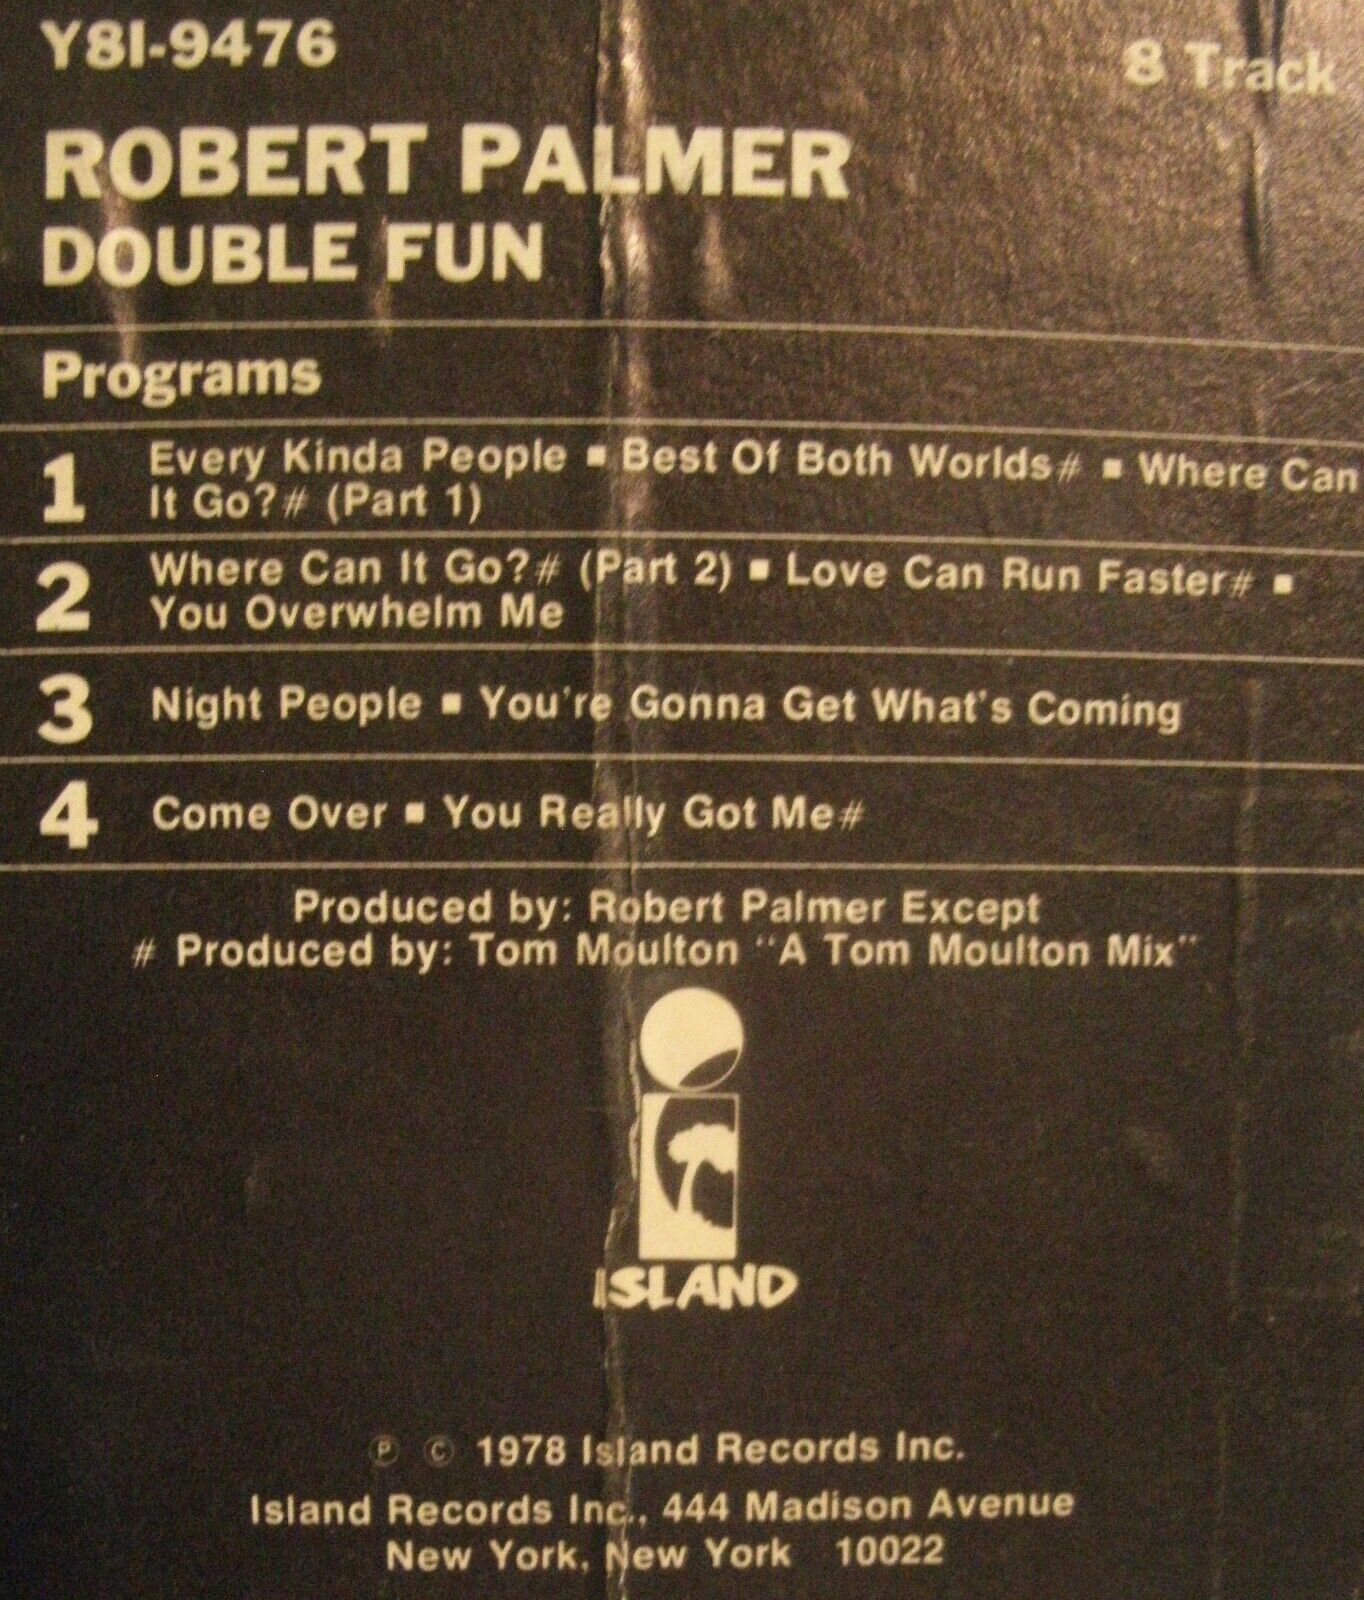 Y8I-9476
8 Track
ROBERT PALMER
DOUBLE FUN
Programs
1 Every Kinda People ▪ Best Of Both Worlds# ▪ Where Can
It Go?# (Part 1)
2 Where Can It Go?# (Part 2) ▪ Love Can Run Faster# ▪
You Overwhelm Me
3 Night People ▪ You're Gonna Get What's Coming
4 Come Over ▪ You Really Got Me#
Produced by: Robert Palmer Except
# Produced by: Tom Moulton "A Tom Moulton Mix"
ISLAND
℗ © 1978 Island Records Inc.
Island Records Inc., 444 Madison Avenue
New York, New York 10022